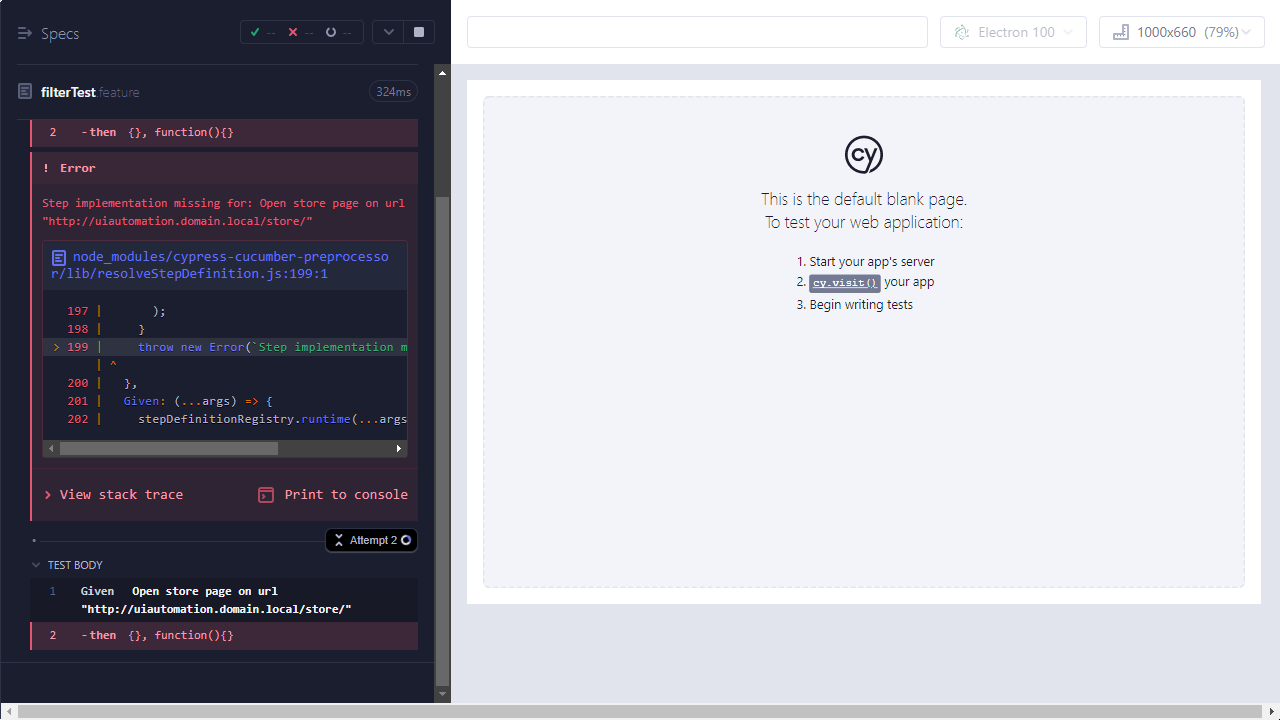 Specs
--
--
--
filterTest.feature
324ms
2 -then {}, function(){}
! Error
Step implementation missing for: Open store page on url
"http://uiautomation.domain.local/store/"
node_modules/cypress-cucumber-preprocesso
r/lib/resolveStepDefinition.js:199:1
197 | );
198 | }
> 199 | throw new Error(`Step implementation m
| ^
200 | },
201 | Given: (...args) => {
202 | stepDefinitionRegistry.runtime(...args
> View stack trace
Print to console
Attempt 2
TEST BODY
1 Given Open store page on url
"http://uiautomation.domain.local/store/"
2 -then {}, function(){}
Electron 100
1000x660 (79%)
cy
This is the default blank page.
To test your web application:
1. Start your app's server
2. cy.visit() your app
3. Begin writing tests